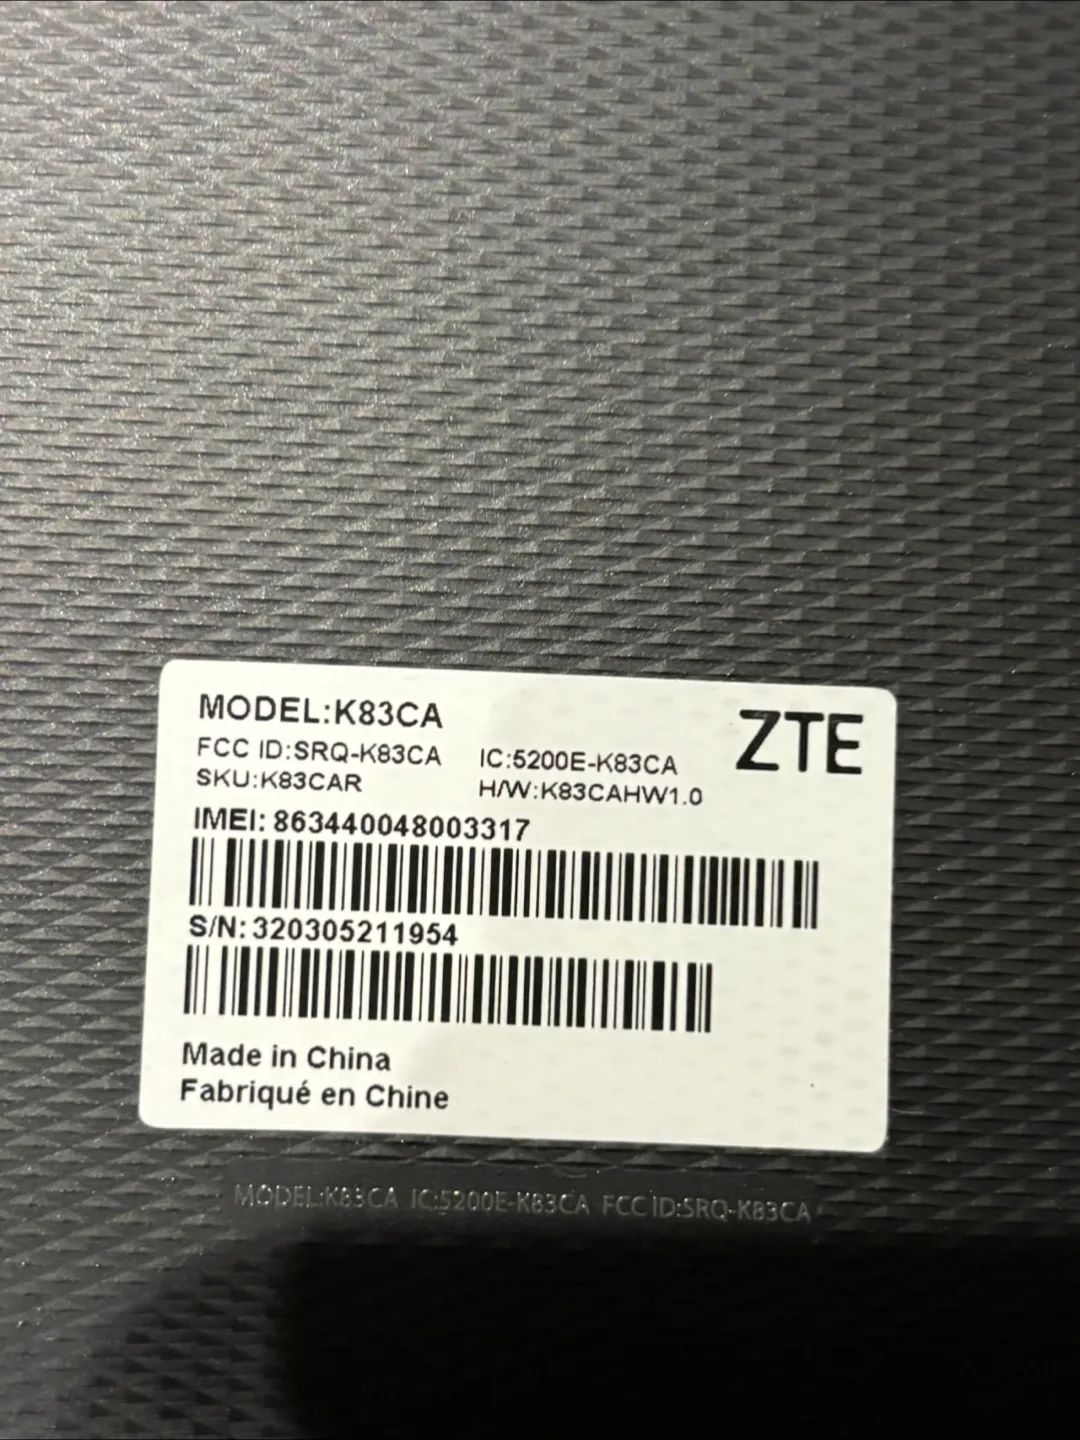 MODEL:K83CA
ZTE
FCC ID:SRQ-K83CA IC:5200E-K83CA
SKU:K83CAR H/W:K83CAHW1.0
IMEI: 863440048003317
S/N: 320305211954
Made in China
Fabriqué en Chine
MODEL:K83CA IC:5200E-K83CA FCC ID:SRQ-K83CA